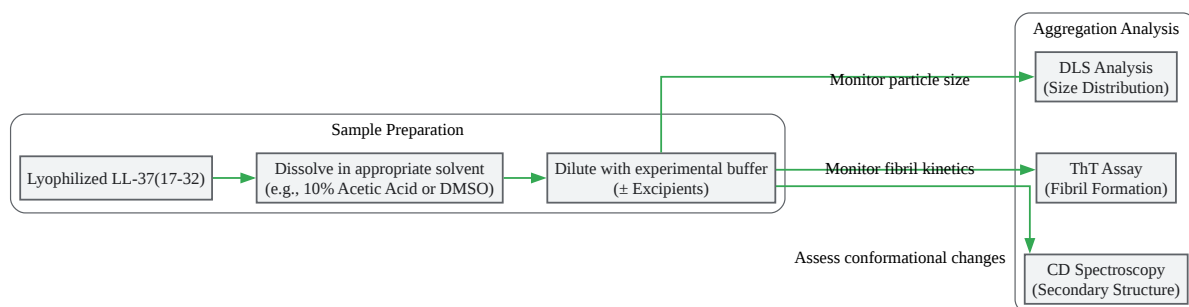 Aggregation Analysis
DLS Analysis
(Size Distribution)
Monitor particle size
Sample Preparation
Lyophilized LL-37(17-32)
Dissolve in appropriate solvent
(e.g., 10% Acetic Acid or DMSO)
Dilute with experimental buffer
(± Excipients)
Monitor fibril kinetics
ThT Assay
(Fibril Formation)
Assess conformational changes
CD Spectroscopy
(Secondary Structure)